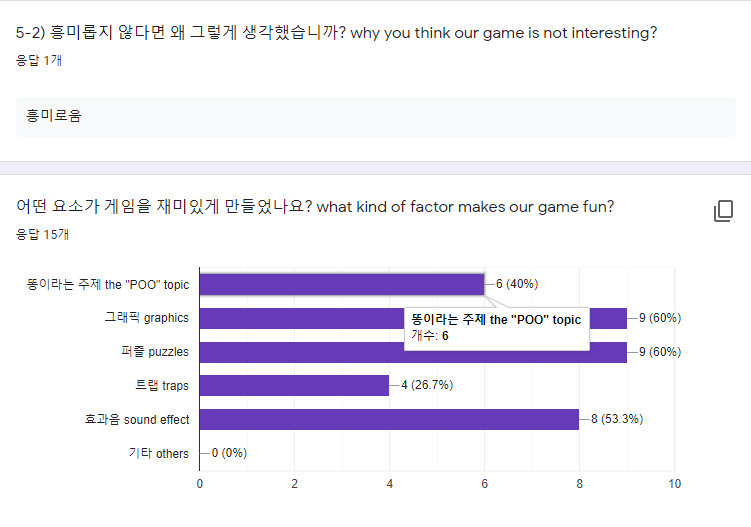 5-2) 흥미롭지 않다면 왜 그렇게 생각했습니까? why you think our game is not interesting?
응답 1개
흥미로움
어떤 요소가 게임을 재미있게 만들었나요? what kind of factor makes our game fun?
응답 15개
똥이라는 주제 the "POO" topic
6 (40%)
그래픽 graphics
9 (60%)
똥이라는 주제 the "POO" topic
개수: 6
퍼즐 puzzles
9 (60%)
트랩 traps
4 (26.7%)
효과음 sound effect
8 (53.3%)
기타 others
0 (0%)
0 2 4 6 8 10